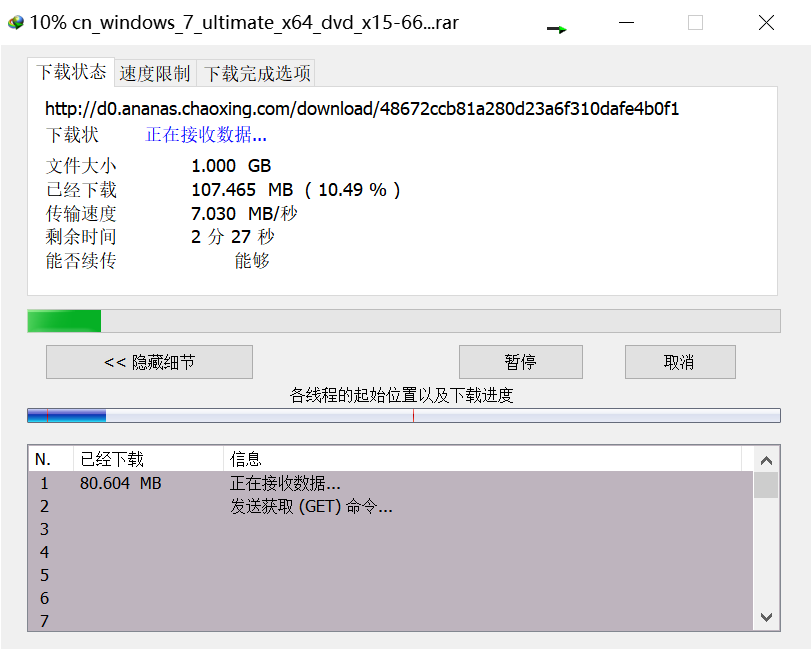 10% cn_windows_7_ultimate_x64_dvd_x15-66...rar
下载状态 速度限制 下载完成选项
http://d0.ananas.chaoxing.com/download/48672ccb81a280d23a6f310dafe4b0f1
下载状 正在接收数据...
文件大小 1.000 GB
已经下载 107.465 MB ( 10.49 % )
传输速度 7.030 MB/秒
剩余时间 2 分 27 秒
能否续传 能够
<< 隐藏细节 暂停 取消
各线程的起始位置以及下载进度
N. 已经下载 信息
1 80.604 MB 正在接收数据...
2 发送获取 (GET) 命令...
3
4
5
6
7